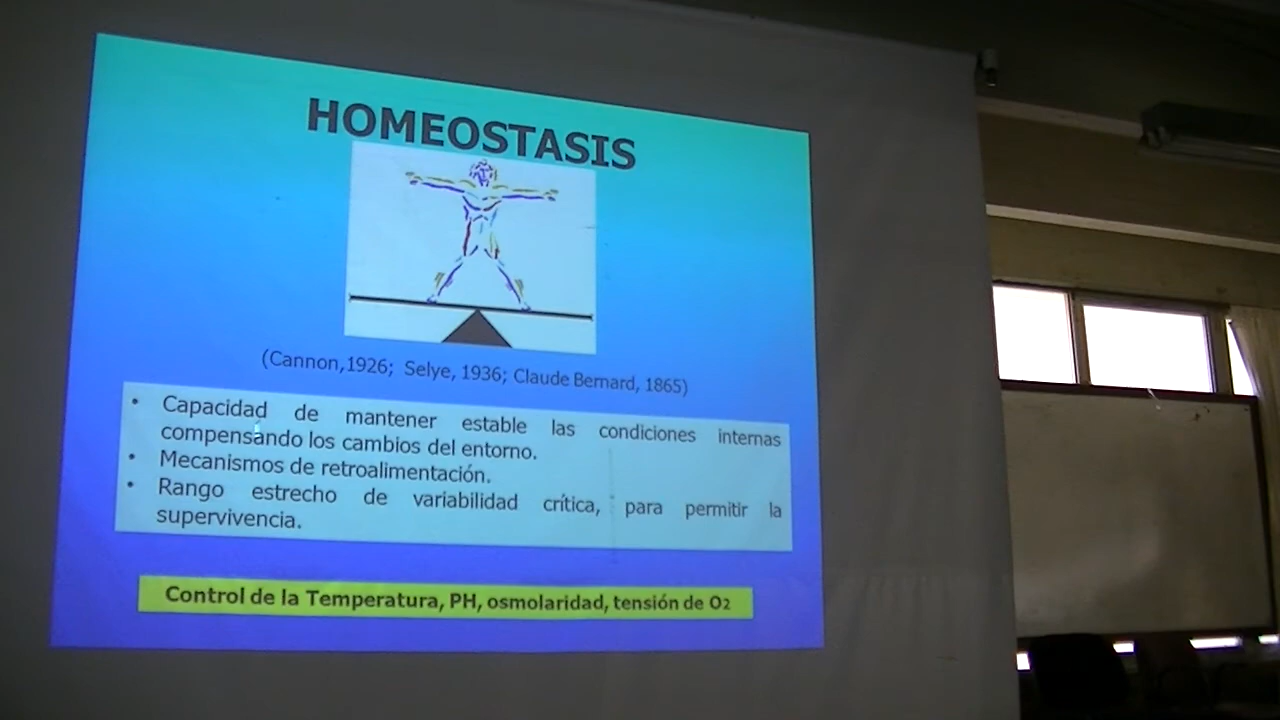 HOMEOSTASIS
(Cannon,1926; Selye, 1936; Claude Bernard, 1865)
• Capacidad de mantener estable las condiciones internas
compensando los cambios del entorno.
• Mecanismos de retroalimentación.
• Rango estrecho de variabilidad crítica, para permitir la
supervivencia.
Control de la Temperatura, PH, osmolaridad, tensión de O2